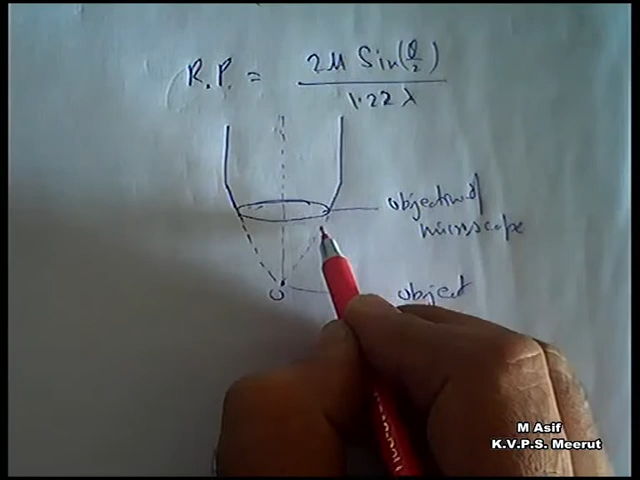 R.P. = 2μ Sin(θ/2) / 1.22 λ
objective of
microscope
O
object
M Asif
K.V.P.S. Meerut